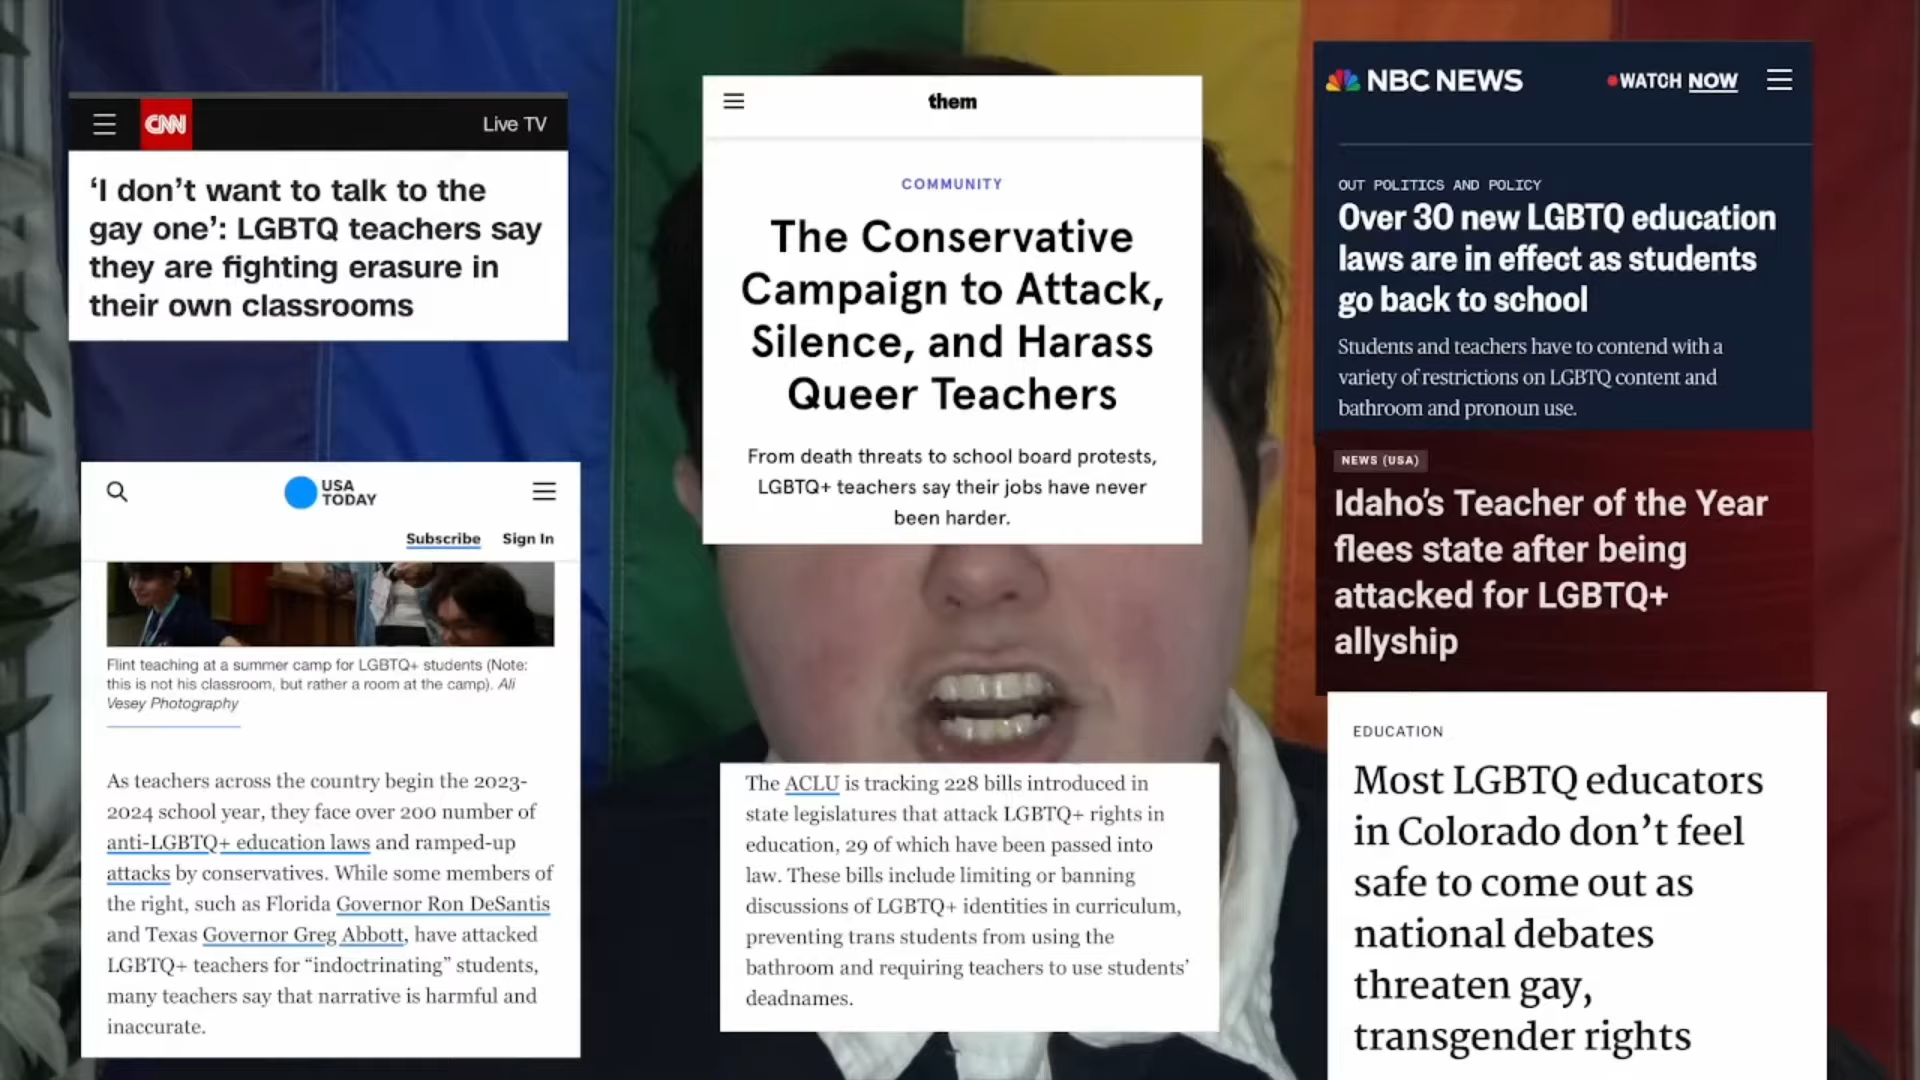 CNN
Live TV
‘I don’t want to talk to the
gay one’: LGBTQ teachers say
they are fighting erasure in
their own classrooms
USA
TODAY
Subscribe Sign In
Flint teaching at a summer camp for LGBTQ+ students (Note:
this is not his classroom, but rather a room at the camp). Ali
Vesey Photography
As teachers across the country begin the 2023-
2024 school year, they face over 200 number of
anti-LGBTQ+ education laws and ramped-up
attacks by conservatives. While some members of
the right, such as Florida Governor Ron DeSantis
and Texas Governor Greg Abbott, have attacked
LGBTQ+ teachers for “indoctrinating” students,
many teachers say that narrative is harmful and
inaccurate.
them
COMMUNITY
The Conservative
Campaign to Attack,
Silence, and Harass
Queer Teachers
From death threats to school board protests,
LGBTQ+ teachers say their jobs have never
been harder.
The ACLU is tracking 228 bills introduced in
state legislatures that attack LGBTQ+ rights in
education, 29 of which have been passed into
law. These bills include limiting or banning
discussions of LGBTQ+ identities in curriculum,
preventing trans students from using the
bathroom and requiring teachers to use students’
deadnames.
NBC NEWS
WATCH NOW
OUT POLITICS AND POLICY
Over 30 new LGBTQ education
laws are in effect as students
go back to school
Students and teachers have to contend with a
variety of restrictions on LGBTQ content and
bathroom and pronoun use.
NEWS (USA)
Idaho’s Teacher of the Year
flees state after being
attacked for LGBTQ+
allyship
EDUCATION
Most LGBTQ educators
in Colorado don’t feel
safe to come out as
national debates
threaten gay,
transgender rights